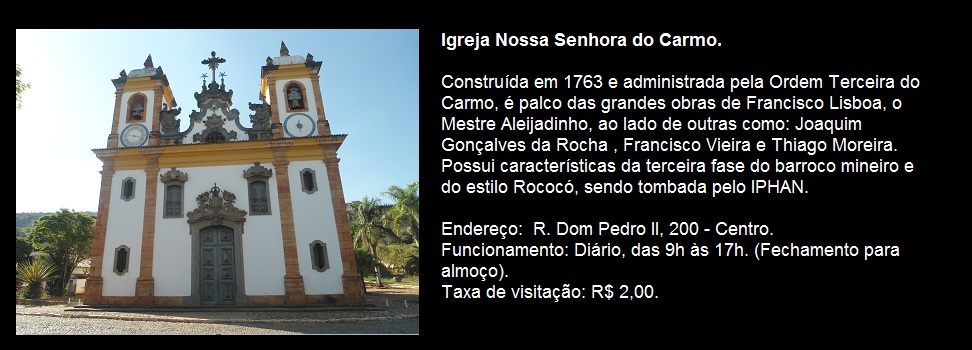 Igreja Nossa Senhora do Carmo.
Construída em 1763 e administrada pela Ordem Terceira do
Carmo, é palco das grandes obras de Francisco Lisboa, o
Mestre Aleijadinho, ao lado de outras como: Joaquim
Gonçalves da Rocha , Francisco Vieira e Thiago Moreira.
Possui características da terceira fase do barroco mineiro e
do estilo Rococó, sendo tombada pelo IPHAN.
Endereço:  R. Dom Pedro II, 200 - Centro.
Funcionamento: Diário, das 9h às 17h. (Fechamento para
almoço).
Taxa de visitação: R$ 2,00.